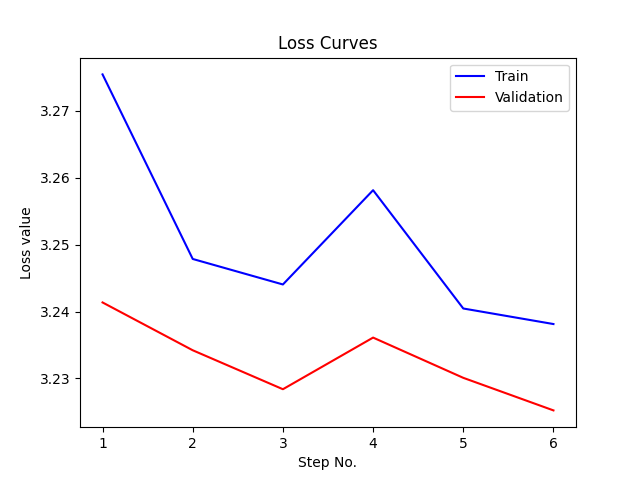 Loss Curves
Train
Validation
3.27
3.26
3.25
3.24
3.23
Loss value
1 2 3 4 5 6
Step No.